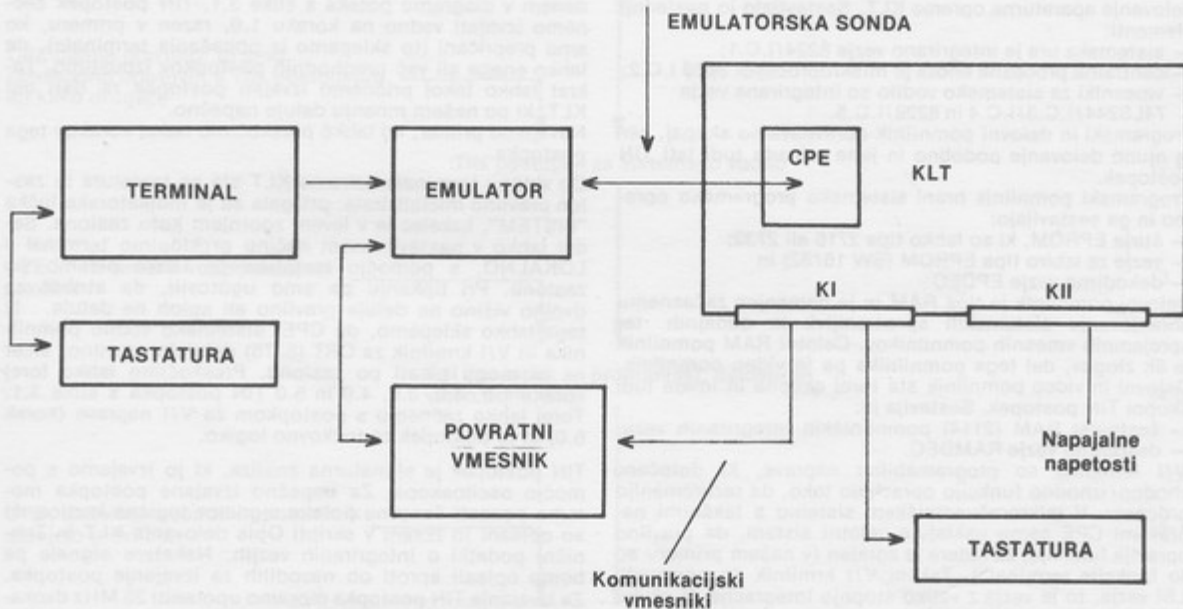 EMULATORSKA SONDA
TERMINAL
EMULATOR
CPE
KLT
KI
KII
TASTATURA
POVRATNI
VMESNIK
Napajalne
napetosti
TASTATURA
Komunikacijski
vmesniki